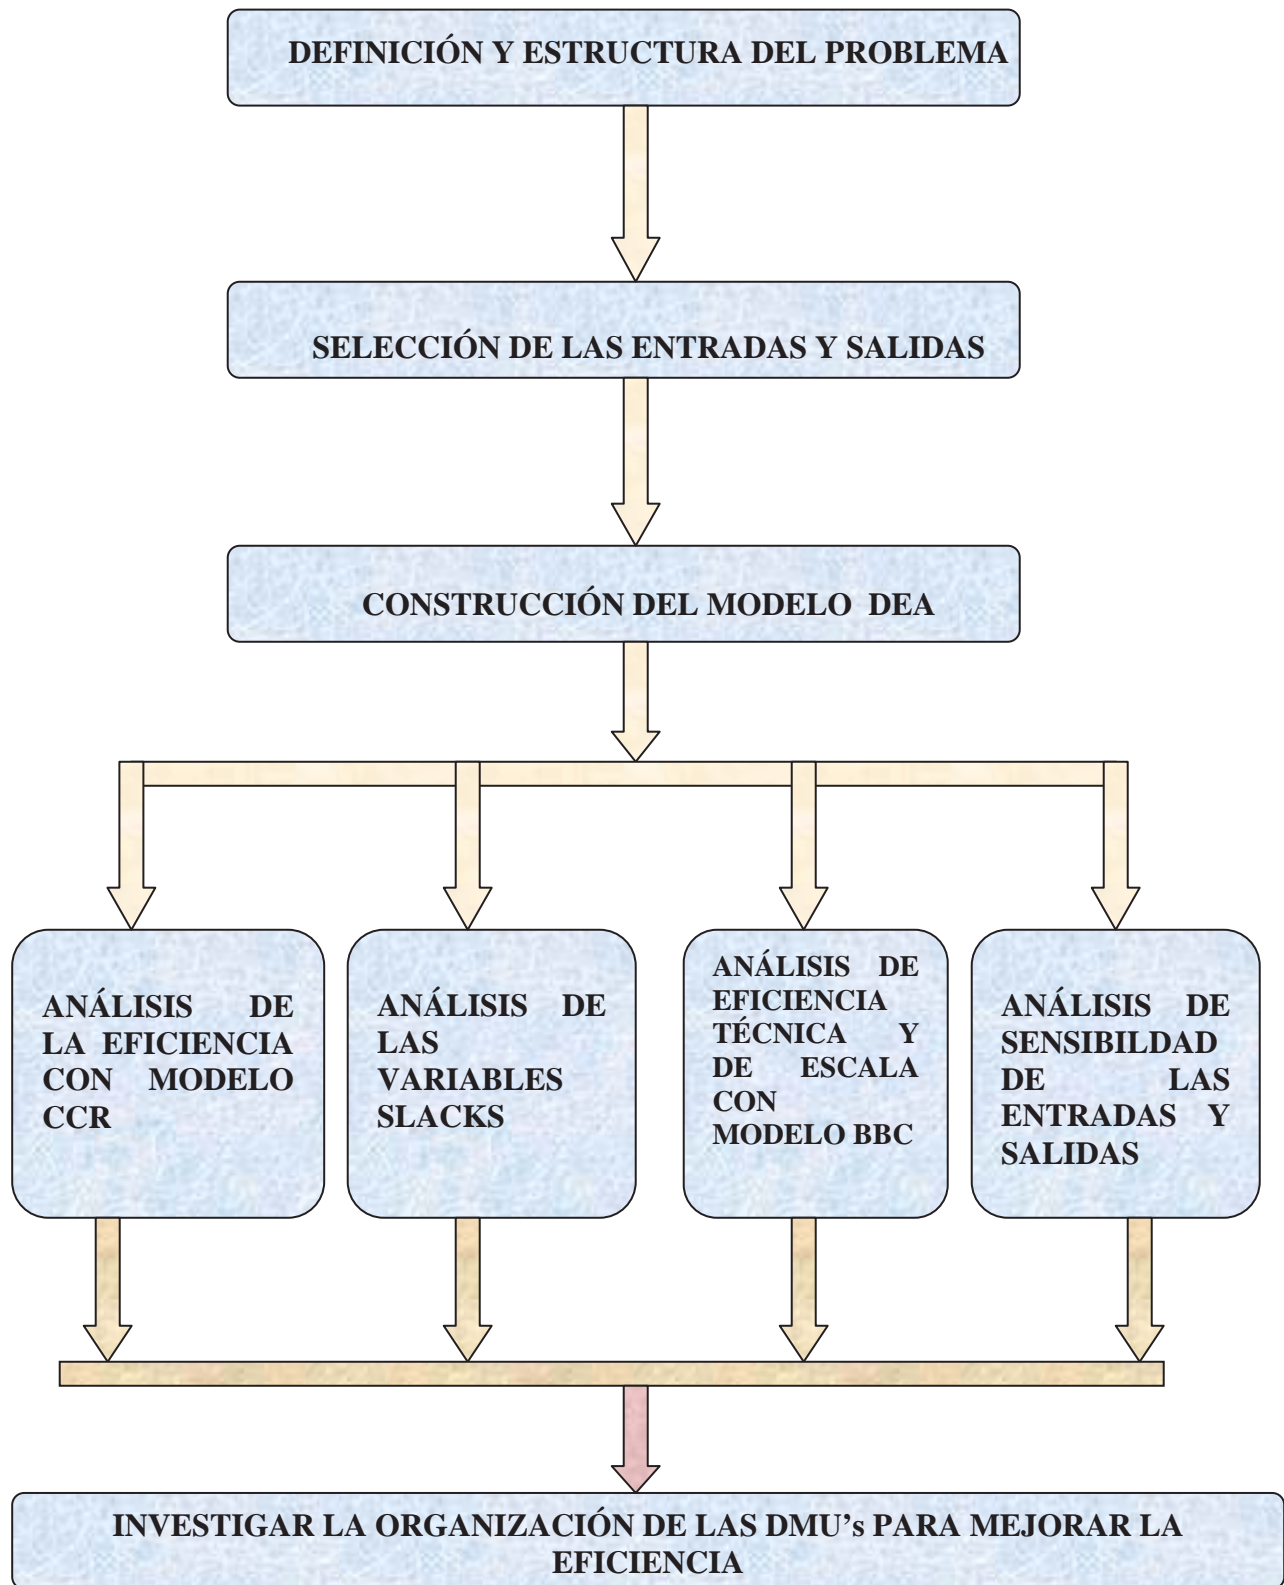 DEFINICIÓN Y ESTRUCTURA DEL PROBLEMA
SELECCIÓN DE LAS ENTRADAS Y SALIDAS
CONSTRUCCIÓN DEL MODELO DEA
ANÁLISIS DE
LA EFICIENCIA
CON MODELO
CCR
ANÁLISIS DE
LAS
VARIABLES
SLACKS
ANÁLISIS DE
EFICIENCIA
TÉCNICA Y
DE ESCALA
CON
MODELO BBC
ANÁLISIS DE
SENSIBILDAD
DE LAS
ENTRADAS Y
SALIDAS
INVESTIGAR LA ORGANIZACIÓN DE LAS DMU's PARA MEJORAR LA
EFICIENCIA